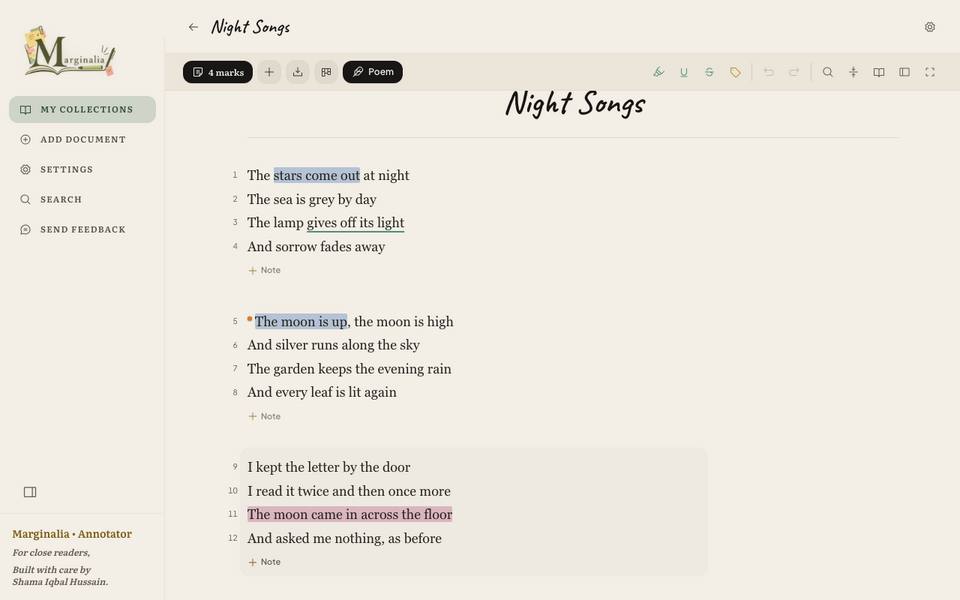 Marginalia
MY COLLECTIONS
ADD DOCUMENT
SETTINGS
SEARCH
SEND FEEDBACK
Marginalia • Annotator
For close readers,
Built with care by
Shama Iqbal Hussain.
Night Songs
4 marks
Poem
Night Songs
1 The stars come out at night
2 The sea is grey by day
3 The lamp gives off its light
4 And sorrow fades away
+ Note
5 The moon is up, the moon is high
6 And silver runs along the sky
7 The garden keeps the evening rain
8 And every leaf is lit again
+ Note
9 I kept the letter by the door
10 I read it twice and then once more
11 The moon came in across the floor
12 And asked me nothing, as before
+ Note